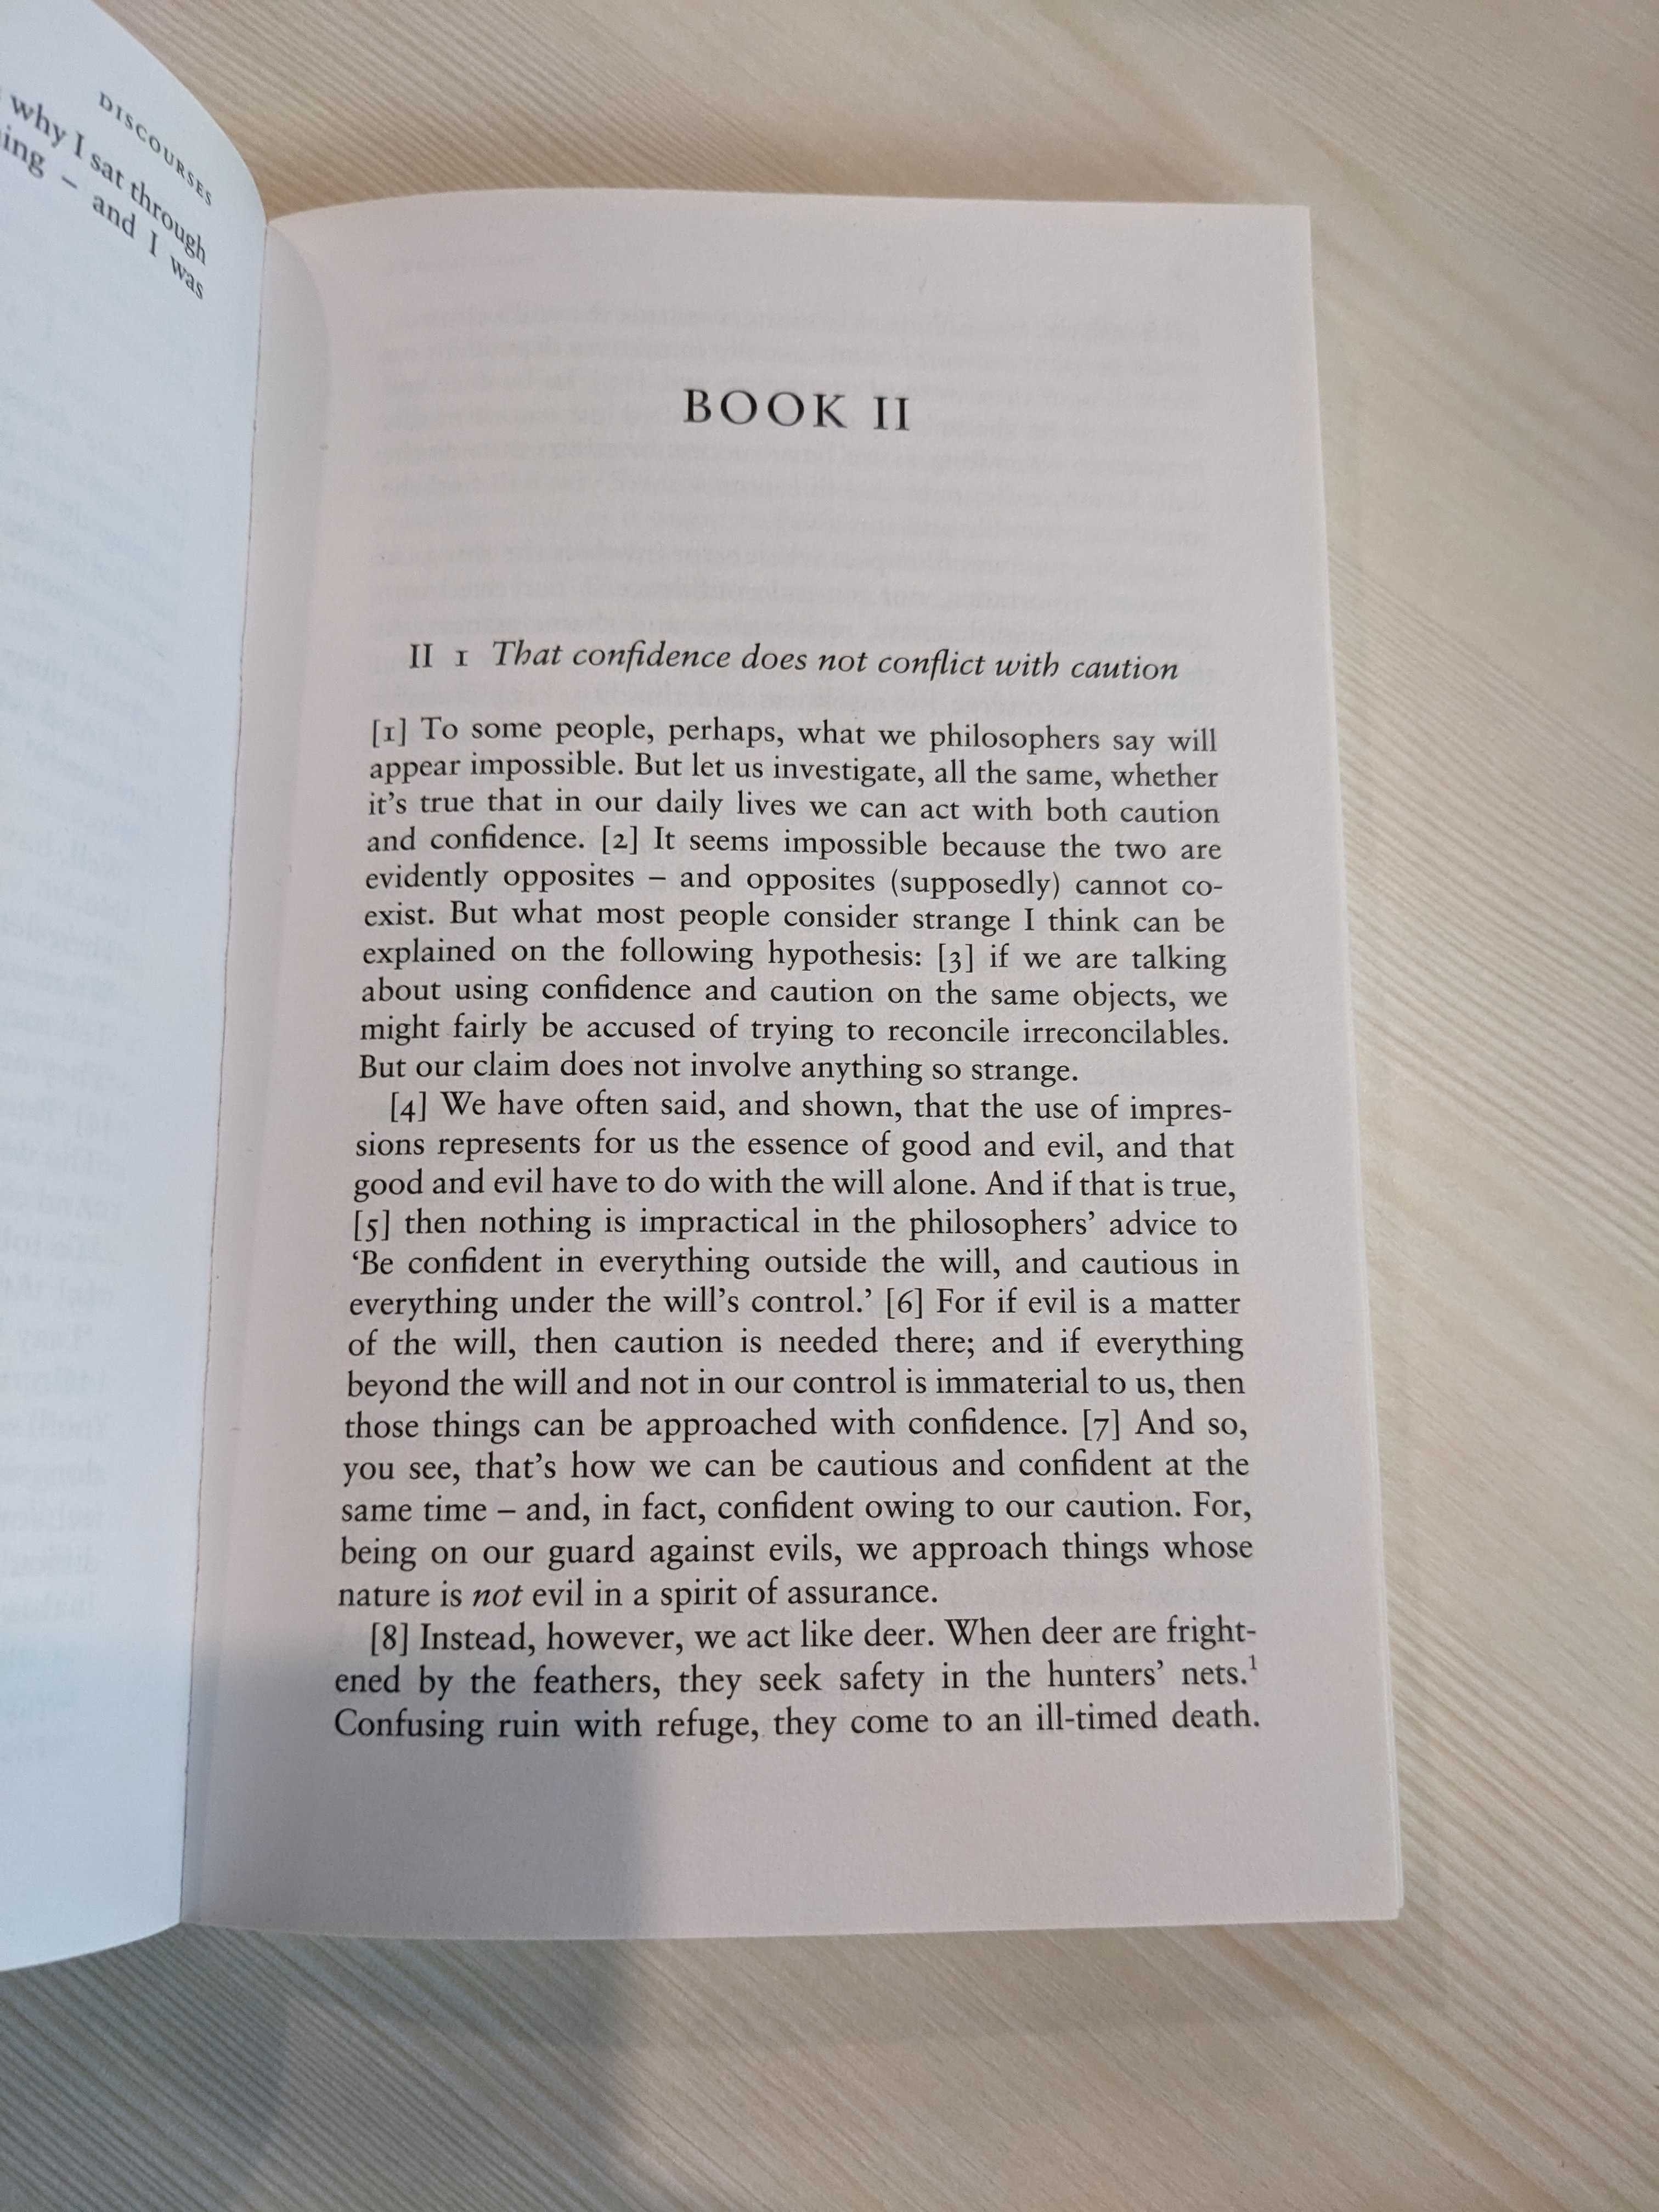 DISCOURSES
why I sat through
– and I was
BOOK II
II 1 That confidence does not conflict with caution
[1] To some people, perhaps, what we philosophers say will
appear impossible. But let us investigate, all the same, whether
it's true that in our daily lives we can act with both caution
and confidence. [2] It seems impossible because the two are
evidently opposites – and opposites (supposedly) cannot co-
exist. But what most people consider strange I think can be
explained on the following hypothesis: [3] if we are talking
about using confidence and caution on the same objects, we
might fairly be accused of trying to reconcile irreconcilables.
But our claim does not involve anything so strange.
[4] We have often said, and shown, that the use of impres-
sions represents for us the essence of good and evil, and that
good and evil have to do with the will alone. And if that is true,
[5] then nothing is impractical in the philosophers' advice to
‘Be confident in everything outside the will, and cautious in
everything under the will's control.’ [6] For if evil is a matter
of the will, then caution is needed there; and if everything
beyond the will and not in our control is immaterial to us, then
those things can be approached with confidence. [7] And so,
you see, that's how we can be cautious and confident at the
same time – and, in fact, confident owing to our caution. For,
being on our guard against evils, we approach things whose
nature is not evil in a spirit of assurance.
[8] Instead, however, we act like deer. When deer are fright-
ened by the feathers, they seek safety in the hunters' nets.¹
Confusing ruin with refuge, they come to an ill-timed death.